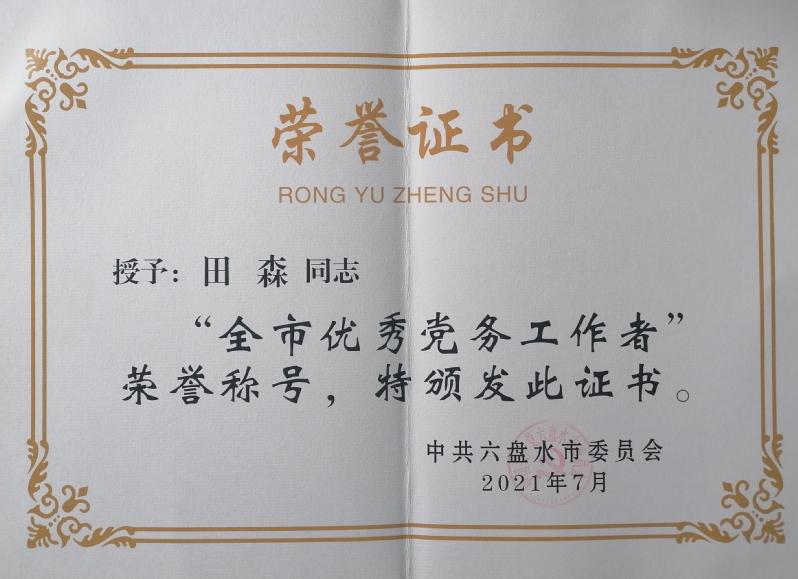 荣誉证书
RONG YU ZHENG SHU
授予：田 森 同志
“全市优秀党务工作者”
荣誉称号，特颁发此证书。
中共六盘水市委员会
2021年7月